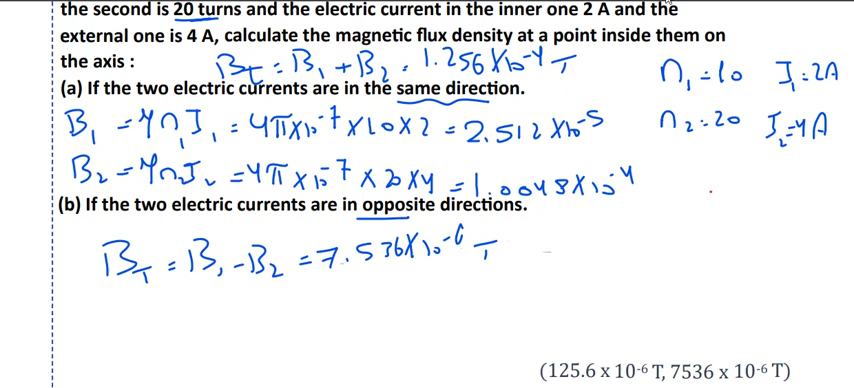 the second is 20 turns and the electric current in the inner one 2 A and the
external one is 4 A, calculate the magnetic flux density at a point inside them on
the axis :
B_t = B₁ + B₂ = 1.256 X 10⁻⁴ T
n₁ = 10 I₁ = 2A
(a) If the two electric currents are in the same direction.
B₁ = μ n₁ I₁ = 4π x 10⁻⁷ x 10 x 2 = 2.512 x 10⁻⁵
n₂ = 20 I₂ = 4A
B₂ = μ n₂ I₂ = 4π x 10⁻⁷ x 20 x 4 = 1.0048 x 10⁻⁴
(b) If the two electric currents are in opposite directions.
B_T = B₁ - B₂ = 7.536 X 10⁻⁶ T
(125.6 x 10⁻⁶ T, 7536 x 10⁻⁶ T)